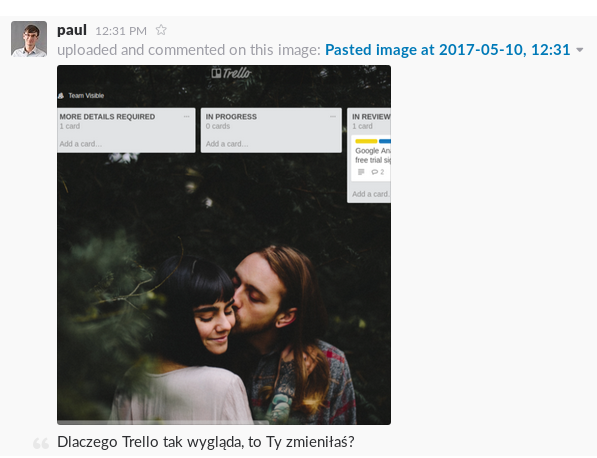 paul 12:31 PM
uploaded and commented on this image: Pasted image at 2017-05-10, 12:31
Trello
Team Visible
MORE DETAILS REQUIRED
1 card
Add a card...
IN PROGRESS
0 cards
Add a card...
IN REVIEW
1 card
Google Ana
free trial sig
2
Add a card
Dlaczego Trello tak wygląda, to Ty zmieniłaś?